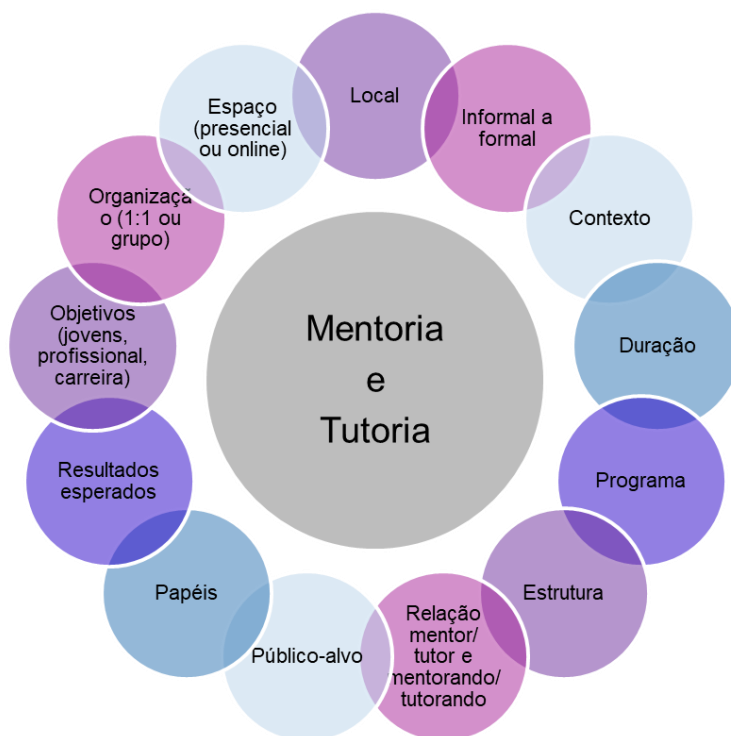 Mentoria
e
Tutoria
Local
Informal a
formal
Contexto
Duração
Programa
Estrutura
Relação
mentor/
tutor e
mentorando/
tutorando
Público-alvo
Papéis
Resultados
esperados
Objetivos
(jovens,
profissional,
carreira)
Organizaçã
o (1:1 ou
grupo)
Espaço
(presencial
ou online)